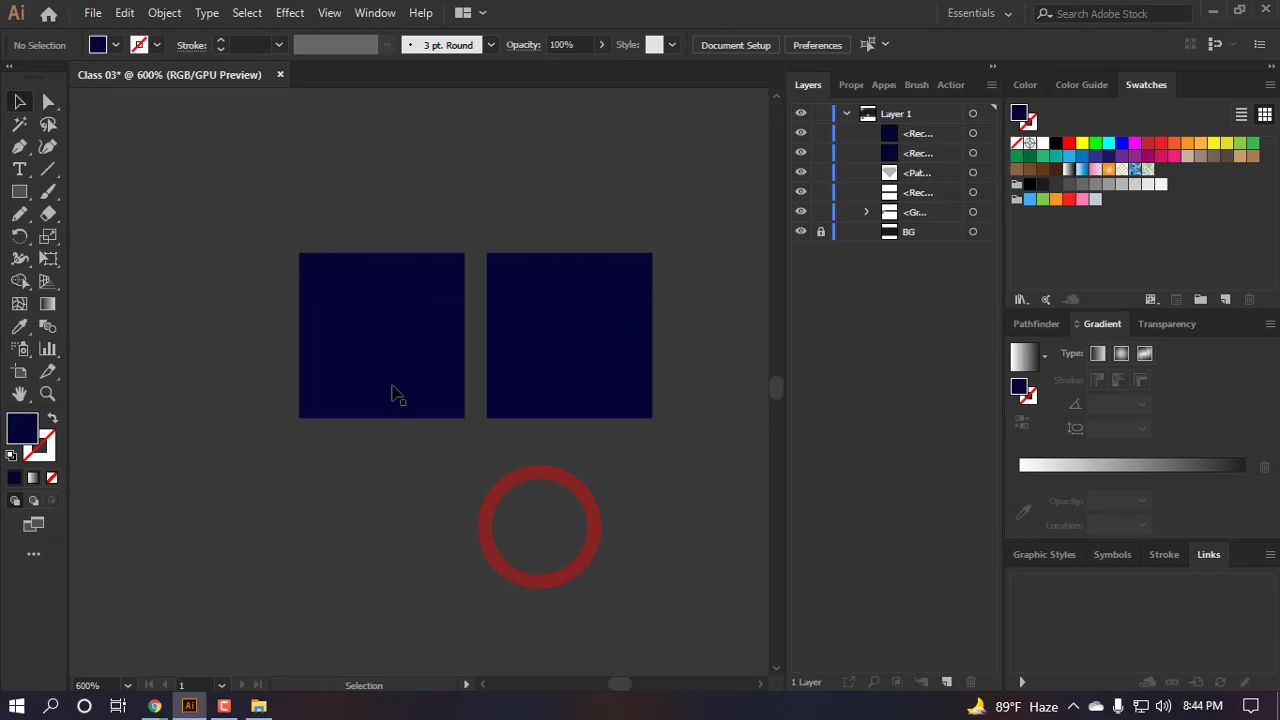 Ai File Edit Object Type Select Effect View Window Help Essentials Search Adobe Stock
No Selection Stroke: 3 pt. Round Opacity: 100% Style: Document Setup Preferences
Class 03* @ 600% (RGB/GPU Preview) × Layers Prope Appe Brush Action Color Color Guide Swatches
Layer 1
<Rec...
<Rec...
<Pat...
<Rec...
<Gr...
BG
Pathfinder Gradient Transparency
Type:
Stroke:
Opacity:
Location:
Graphic Styles Symbols Stroke Links
600% 1 Selection 1 Layer
Ai 89°F Haze 8:44 PM